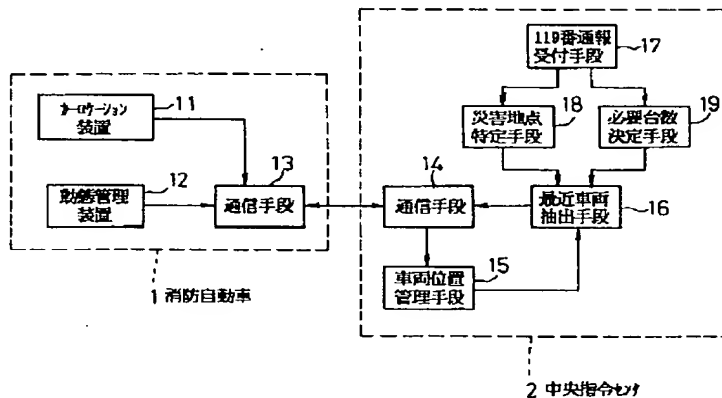 カーロケーション
装置
11
動態管理
装置
12
通信手段
13
1 消防自動車
119番通報
受付手段
17
災害地点
特定手段
18
必要台数
決定手段
19
通信手段
14
最近車両
抽出手段
16
車両位置
管理手段
15
2 中央指令センタ